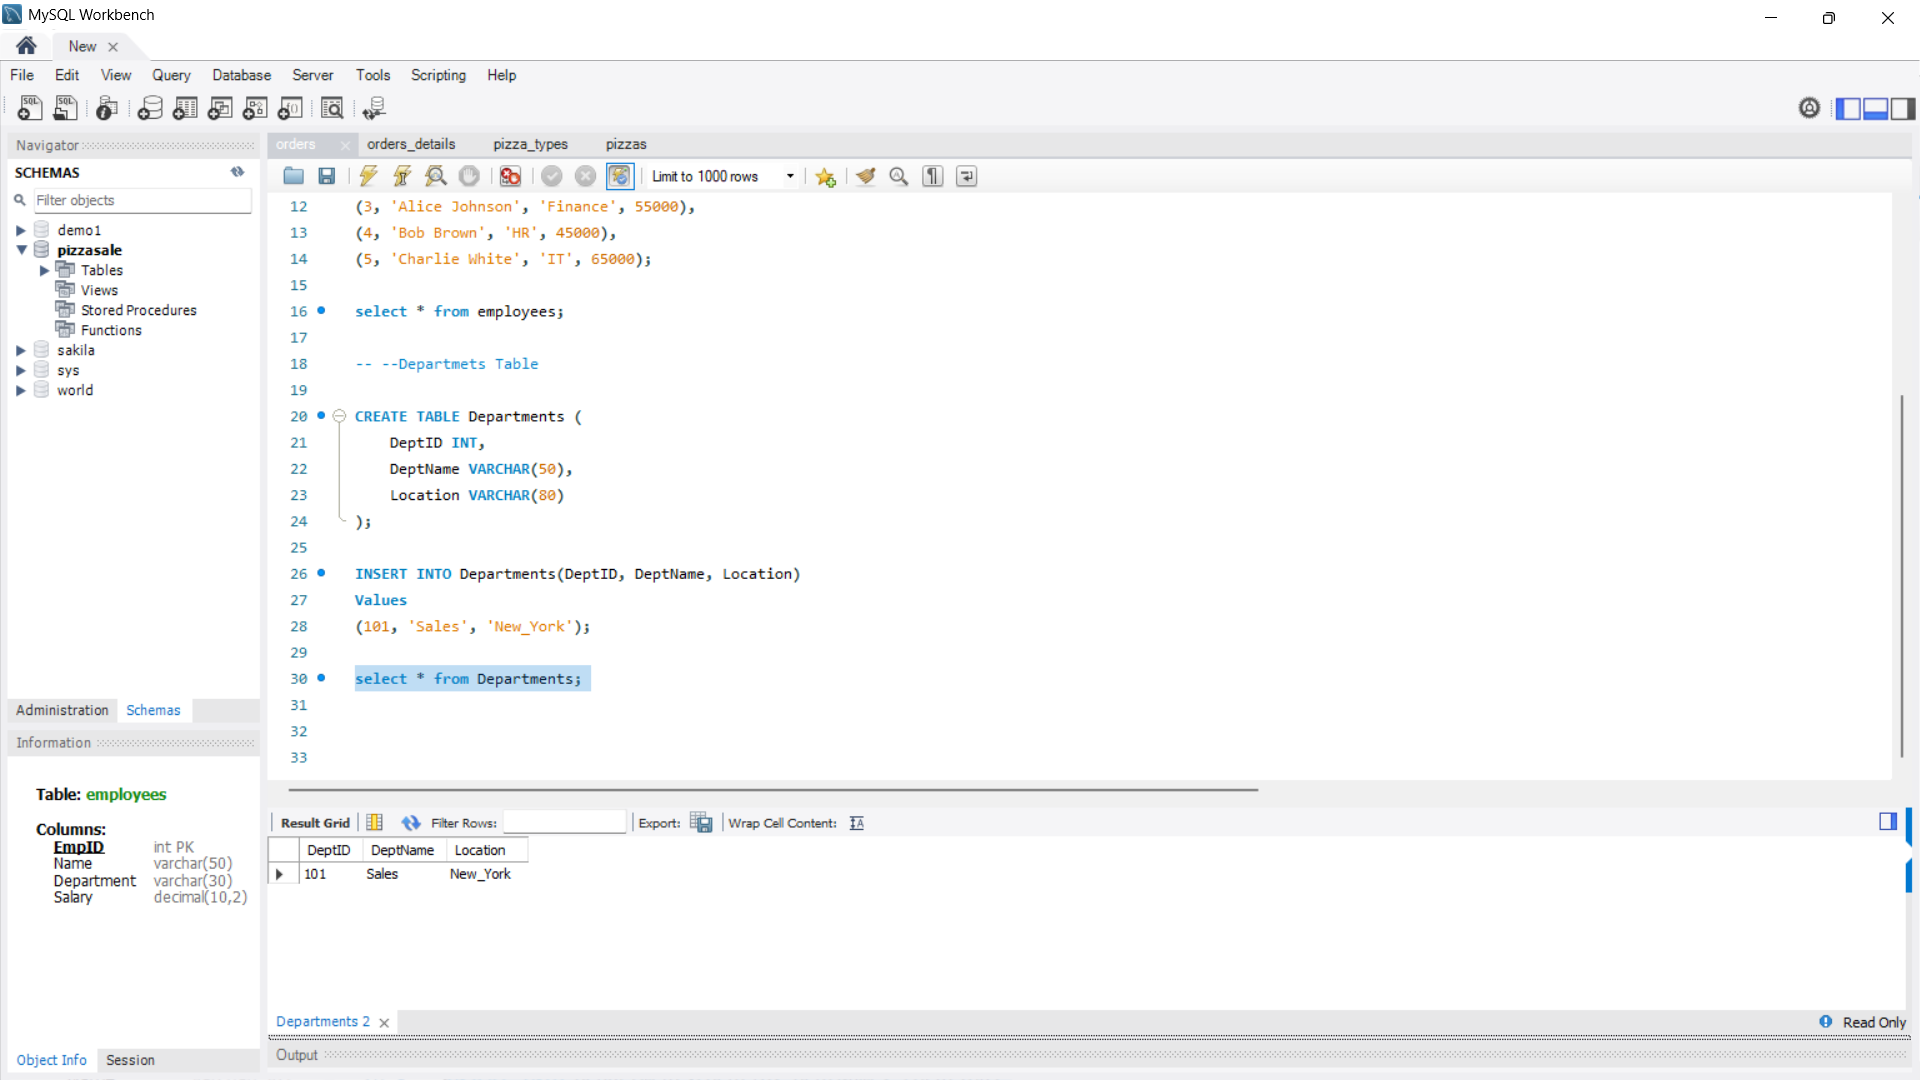 MySQL Workbench
New
File Edit View Query Database Server Tools Scripting Help
Navigator
SCHEMAS
Filter objects
demo1
pizzasale
Tables
Views
Stored Procedures
Functions
sakila
sys
world
Administration Schemas
Information
Table: employees
Columns:
EmpID int PK
Name varchar(50)
Department varchar(30)
Salary decimal(10,2)
Object Info Session
orders orders_details pizza_types pizzas
Limit to 1000 rows
12 (3, 'Alice Johnson', 'Finance', 55000),
13 (4, 'Bob Brown', 'HR', 45000),
14 (5, 'Charlie White', 'IT', 65000);
15
16 select * from employees;
17
18 -- --Departmets Table
19
20 CREATE TABLE Departments (
21 DeptID INT,
22 DeptName VARCHAR(50),
23 Location VARCHAR(80)
24 );
25
26 INSERT INTO Departments(DeptID, DeptName, Location)
27 Values
28 (101, 'Sales', 'New_York');
29
30 select * from Departments;
31
32
33
Result Grid Filter Rows: Export: Wrap Cell Content:
DeptID DeptName Location
101 Sales New_York
Departments 2 Read Only
Output